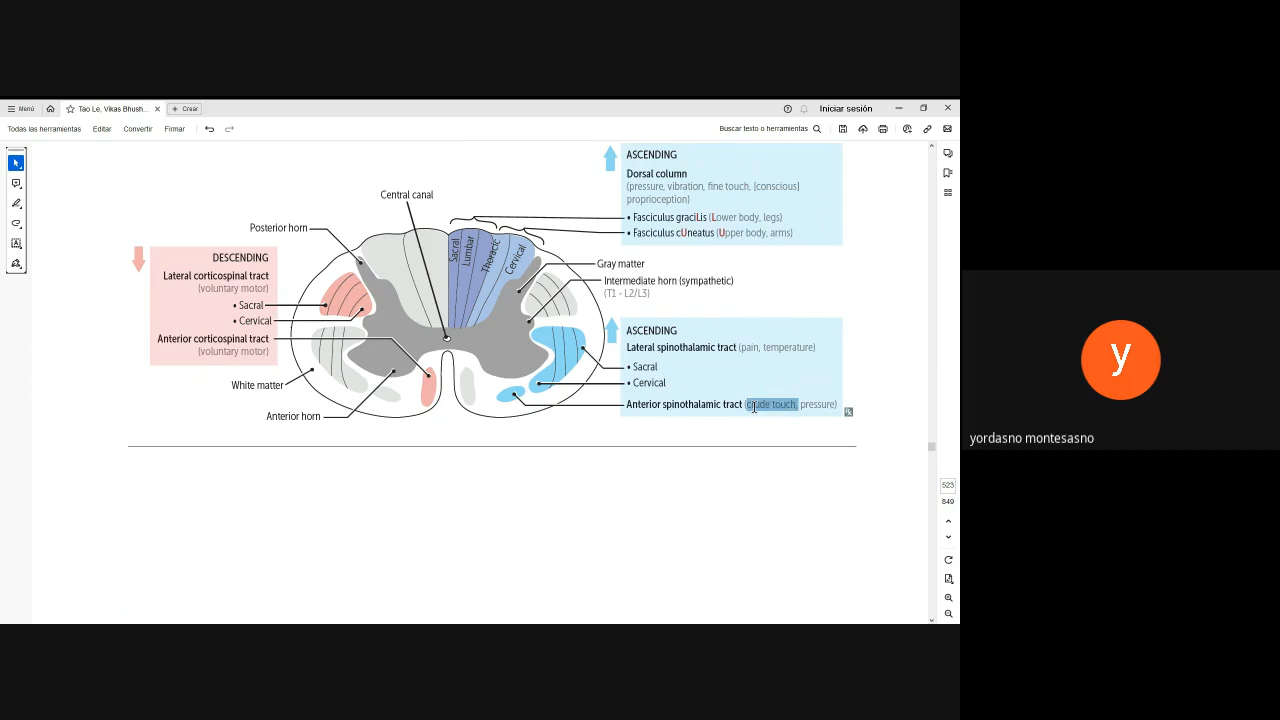 Menú
Tao Le, Vikas Bhush...
Crear
Iniciar sesión
Todas las herramientas
Editar
Convertir
Firmar
Buscar texto o herramientas
ASCENDING
Dorsal column
(pressure, vibration, fine touch, [conscious]
proprioception)
• Fasciculus graciLis (Lower body, legs)
• Fasciculus cUneatus (Upper body, arms)
Central canal
Posterior horn
Sacral
Lumbar
Thoracic
Cervical
Gray matter
Intermediate horn (sympathetic)
(T1 - L2/L3)
DESCENDING
Lateral corticospinal tract
(voluntary motor)
• Sacral
• Cervical
Anterior corticospinal tract
(voluntary motor)
White matter
Anterior horn
ASCENDING
Lateral spinothalamic tract (pain, temperature)
• Sacral
• Cervical
Anterior spinothalamic tract (crude touch, pressure)
523
849
y
yordasno montesasno